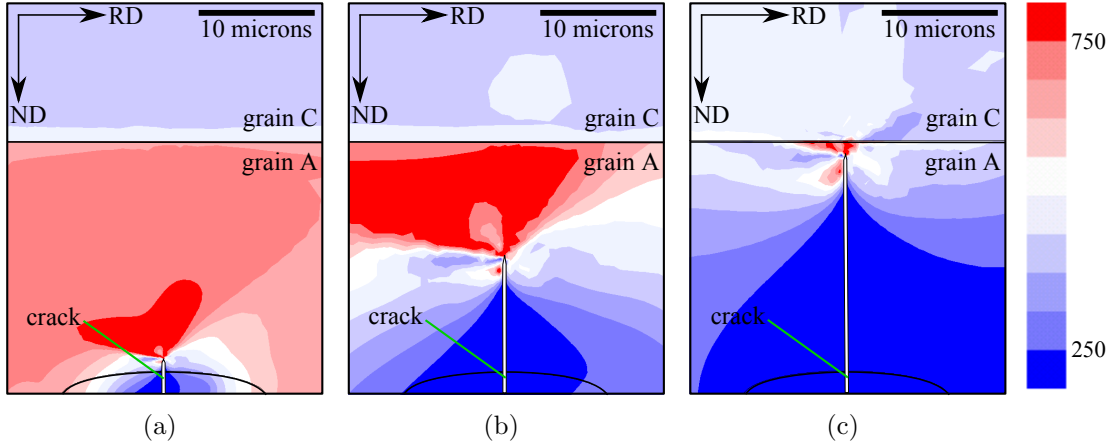 RD
10 microns
ND
grain C
grain A
crack
(a)
RD
10 microns
ND
grain C
grain A
crack
(b)
RD
10 microns
ND
grain C
grain A
crack
(c)
750
250